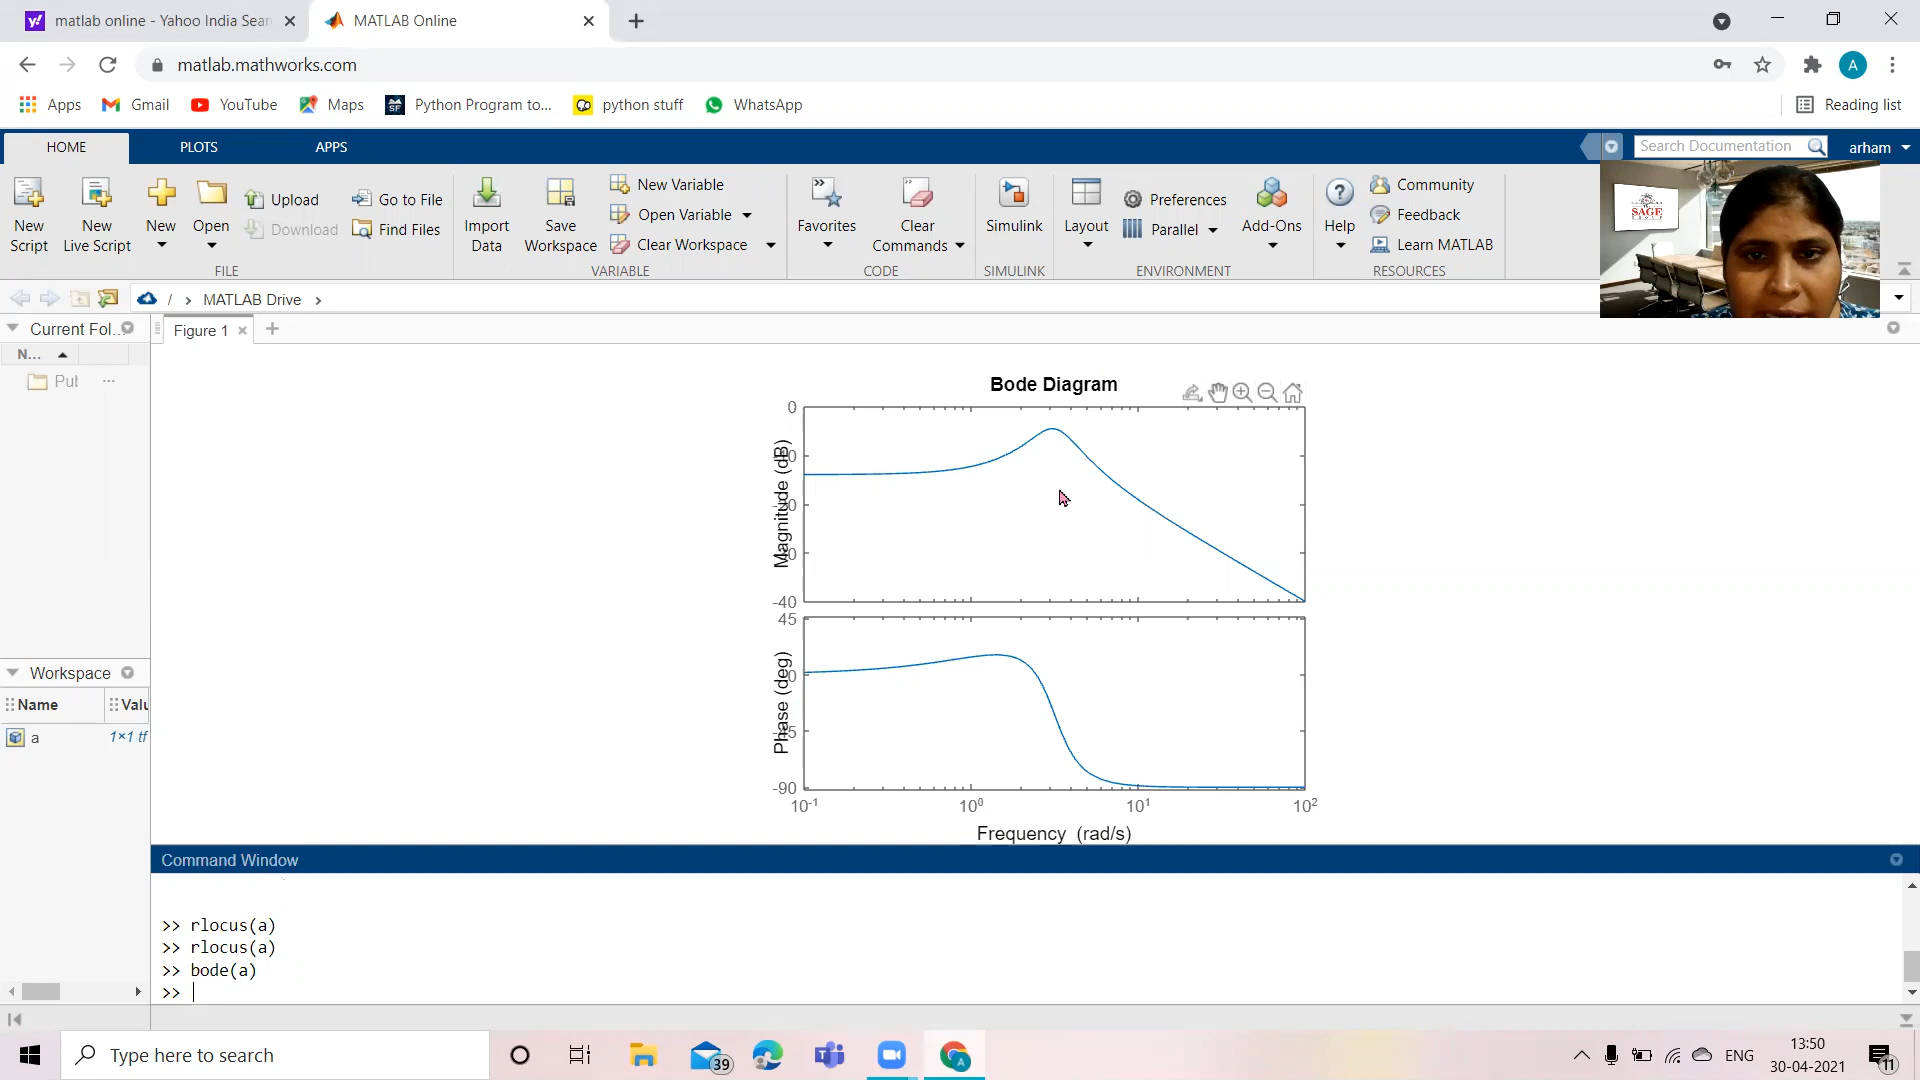 matlab online - Yahoo India Sear
MATLAB Online
matlab.mathworks.com
A
Apps
Gmail
YouTube
Maps
Python Program to...
python stuff
WhatsApp
Reading list
HOME
PLOTS
APPS
Search Documentation
arham
New Script
New Live Script
New
Open
Upload
Download
Go to File
Find Files
FILE
Import Data
Save Workspace
New Variable
Open Variable
Clear Workspace
VARIABLE
Favorites
Clear Commands
CODE
Simulink
SIMULINK
Layout
Preferences
Parallel
Add-Ons
ENVIRONMENT
Help
Community
Feedback
Learn MATLAB
RESOURCES
SAGE
/ MATLAB Drive
Current Fol...
Figure 1
N...
Pub
Bode Diagram
Magnitude (dB)
0
-20
-40
Phase (deg)
45
-90
10-1
100
101
102
Frequency (rad/s)
Workspace
Name
Valu
a
1×1 tf
Command Window
>> rlocus(a)
>> rlocus(a)
>> bode(a)
>>
Type here to search
39
ENG
13:50
30-04-2021
11